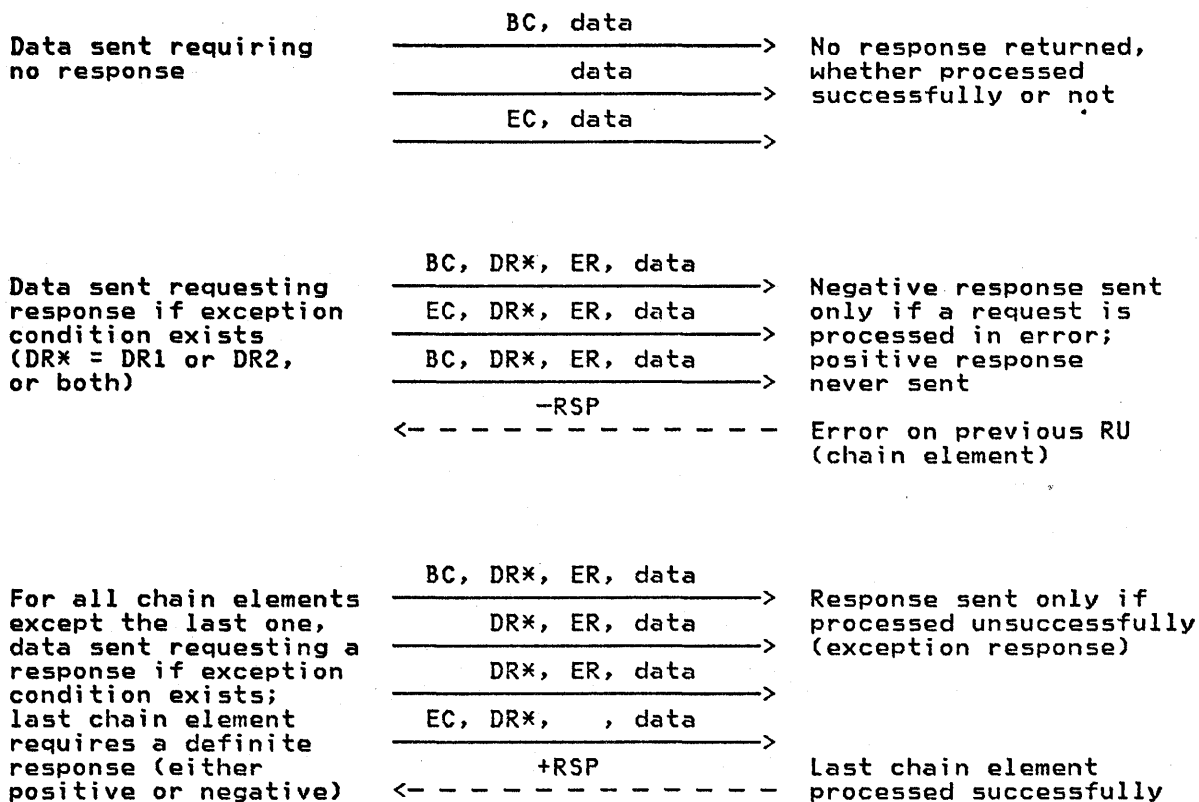 BC, data
Data sent requiring
no response
data
EC, data
No response returned,
whether processed
successfully or not
BC, DR*, ER, data
Data sent requesting
response if exception
condition exists
(DR* = DR1 or DR2,
or both)
EC, DR*, ER, data
BC, DR*, ER, data
—RSP
Negative response sent
only if a request is
processed in error;
positive response
never sent
Error on previous RU
(chain element)
BC, DR*, ER, data
For all chain elements
except the last one,
data sent requesting a
response if exception
condition exists;
last chain element
requires a definite
response (either
positive or negative)
DR*, ER, data
DR*, ER, data
EC, DR*, , data
+RSP
Response sent only if
processed unsuccessfully
(exception response)
Last chain element
processed successfully